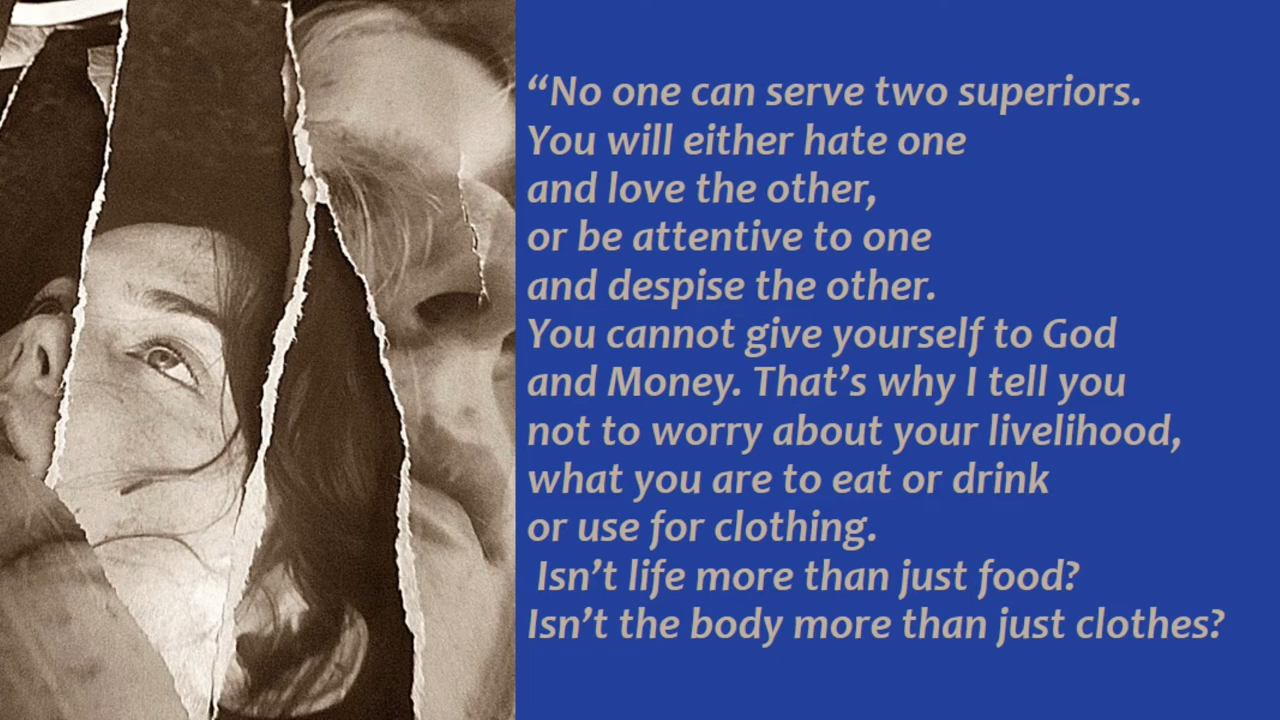 “No one can serve two superiors.
You will either hate one
and love the other,
or be attentive to one
and despise the other.
You cannot give yourself to God
and Money. That’s why I tell you
not to worry about your livelihood,
what you are to eat or drink
or use for clothing.
Isn’t life more than just food?
Isn’t the body more than just clothes?